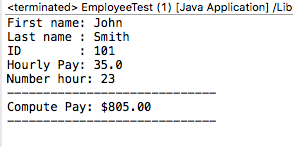 <terminated> EmployeeTest (1) [Java Application] /Lib
First name: John
Last name : Smith
ID        : 101
Hourly Pay: 35.0
Number hour: 23
-----------------------------
Compute Pay: $805.00
-----------------------------